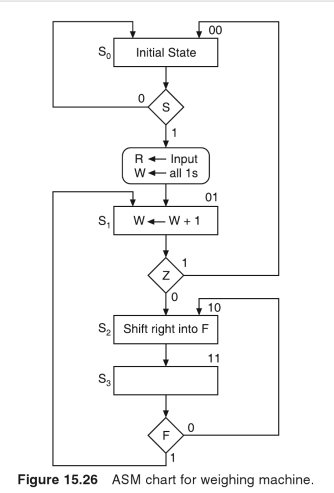 00
S₀ Initial State
0 S
1
R ← Input
W ← all 1s
01
S₁ W ← W + 1
1
Z
0
10
S₂ Shift right into F
11
S₃
F 0
1
Figure 15.26 ASM chart for weighing machine.